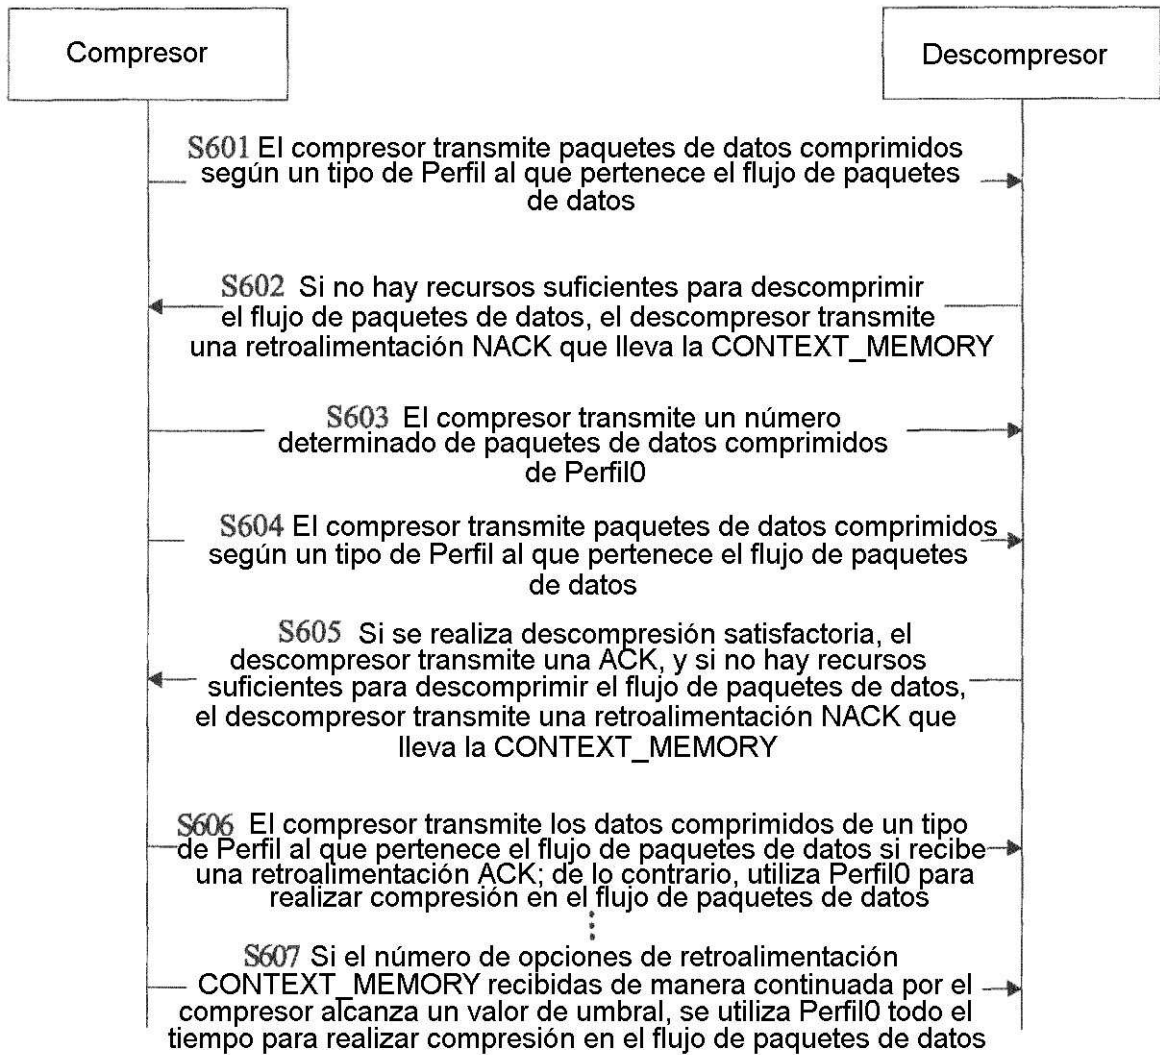 Compresor
Descompresor
S601 El compresor transmite paquetes de datos comprimidos
según un tipo de Perfil al que pertenece el flujo de paquetes
de datos
S602 Si no hay recursos suficientes para descomprimir
el flujo de paquetes de datos, el descompresor transmite
una retroalimentación NACK que lleva la CONTEXT_MEMORY
S603 El compresor transmite un número
determinado de paquetes de datos comprimidos
de Perfil0
S604 El compresor transmite paquetes de datos comprimidos
según un tipo de Perfil al que pertenece el flujo de paquetes
de datos
S605 Si se realiza descompresión satisfactoria, el
descompresor transmite una ACK, y si no hay recursos
suficientes para descomprimir el flujo de paquetes de datos,
el descompresor transmite una retroalimentación NACK que
lleva la CONTEXT_MEMORY
S606 El compresor transmite los datos comprimidos de un tipo
de Perfil al que pertenece el flujo de paquetes de datos si recibe
una retroalimentación ACK; de lo contrario, utiliza Perfil0 para
realizar compresión en el flujo de paquetes de datos
S607 Si el número de opciones de retroalimentación
CONTEXT_MEMORY recibidas de manera continuada por el
compresor alcanza un valor de umbral, se utiliza Perfil0 todo el
tiempo para realizar compresión en el flujo de paquetes de datos